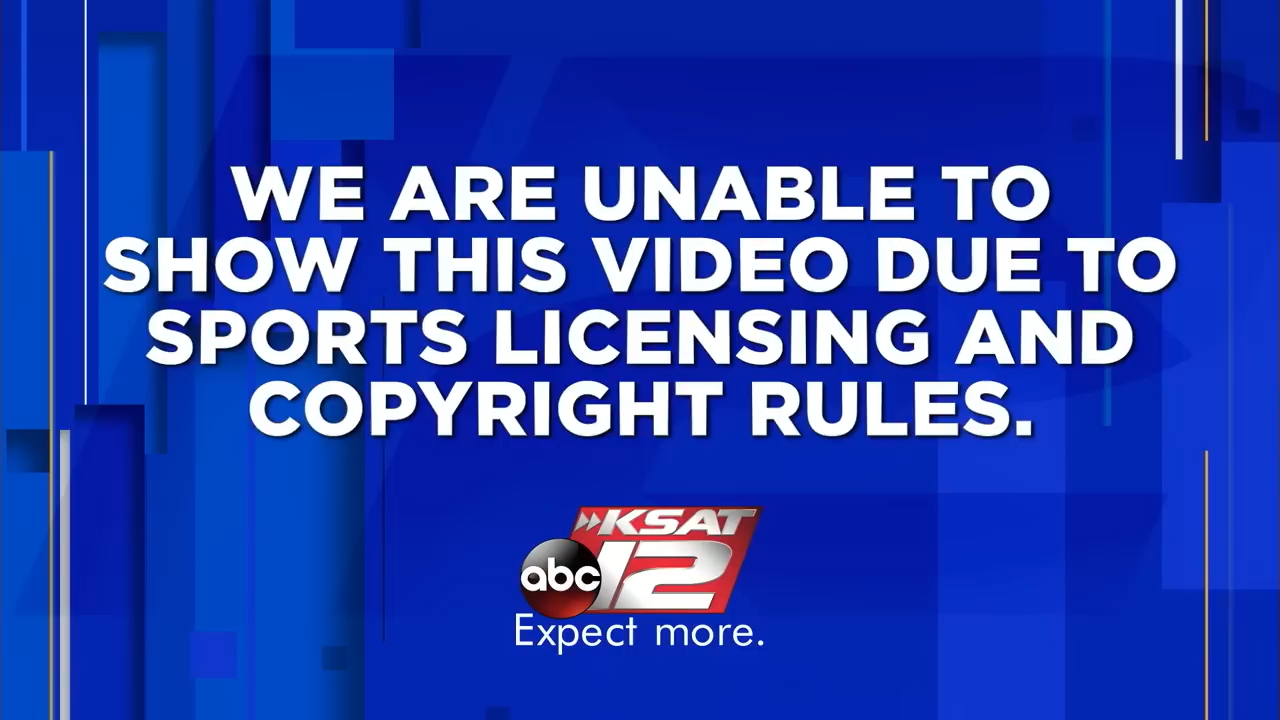 WE ARE UNABLE TO
SHOW THIS VIDEO DUE TO
SPORTS LICENSING AND
COPYRIGHT RULES.
KSAT
abc 12
Expect more.